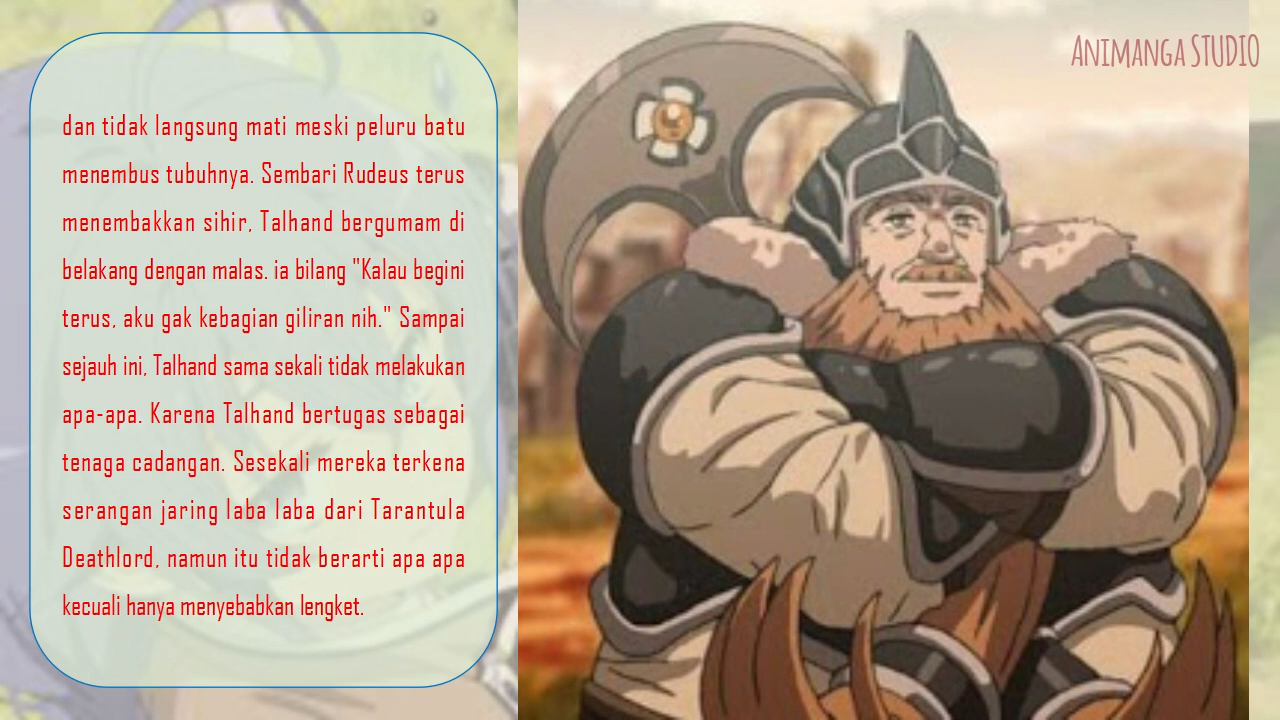 dan tidak langsung mati meski peluru batu
menembus tubuhnya. Sembari Rudeus terus
menembakkan sihir, Talhand bergumam di
belakang dengan malas. ia bilang "Kalau begini
terus, aku gak kebagian giliran nih." Sampai
sejauh ini, Talhand sama sekali tidak melakukan
apa-apa. Karena Talhand bertugas sebagai
tenaga cadangan. Sesekali mereka terkena
serangan jaring laba laba dari Tarantula
Deathlord, namun itu tidak berarti apa apa
kecuali hanya menyebabkan lengket.
ANIMANGA STUDIO